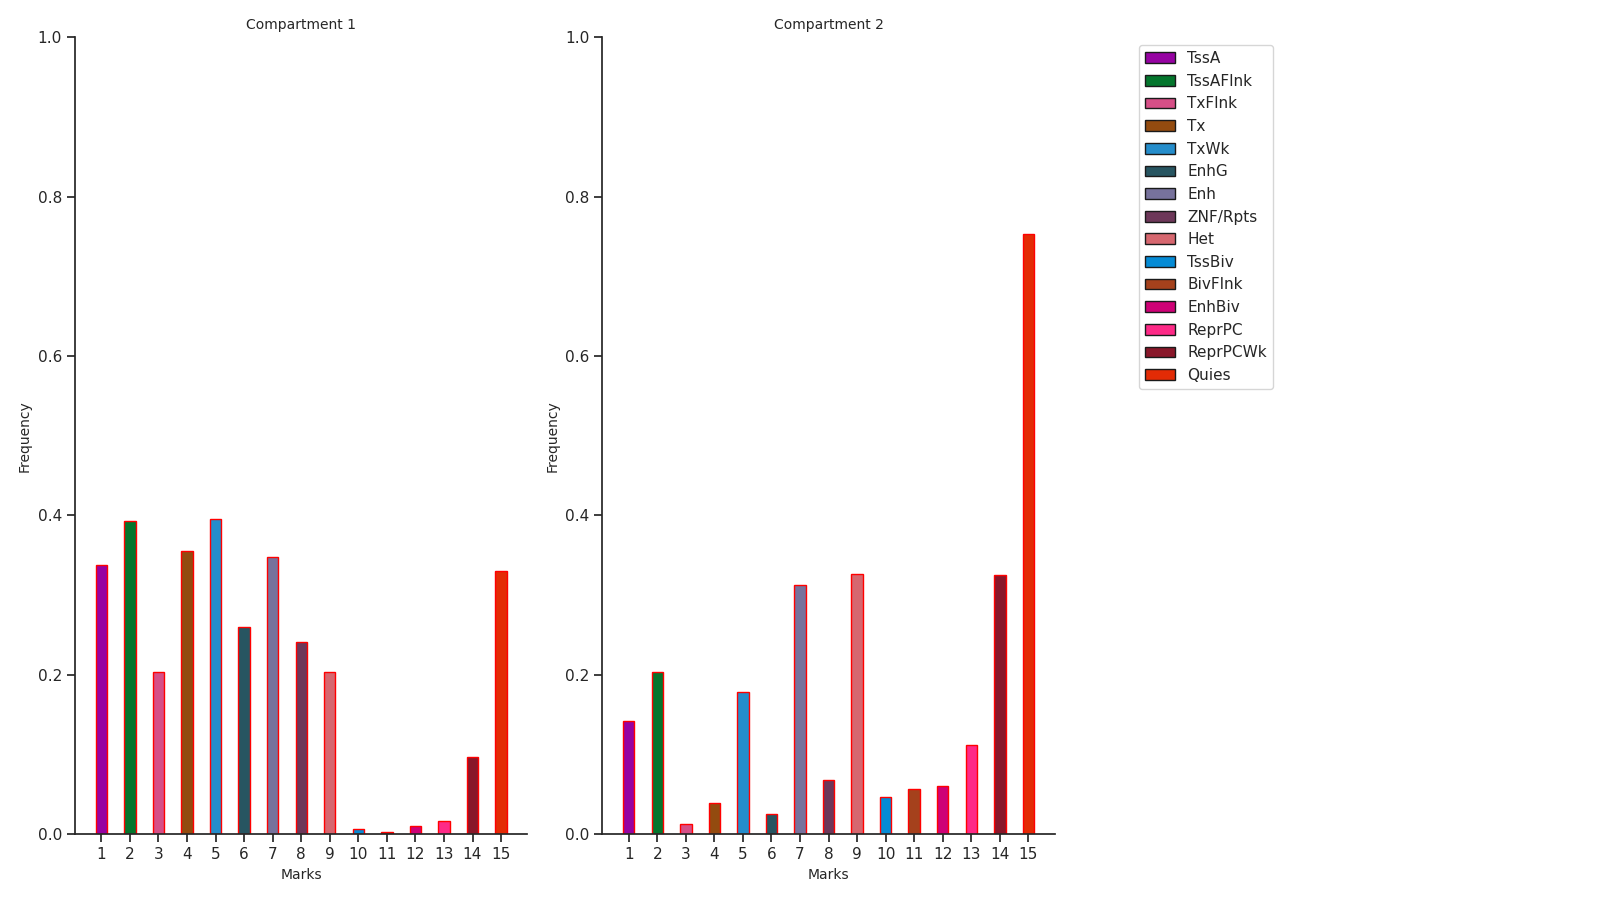 Compartment 1
1.0
0.8
0.6
0.4
0.2
0.0
Frequency
1 2 3 4 5 6 7 8 9 10 11 12 13 14 15
Marks
Compartment 2
1.0
0.8
0.6
0.4
0.2
0.0
Frequency
1 2 3 4 5 6 7 8 9 10 11 12 13 14 15
Marks
TssA
TssAFlnk
TxFlnk
Tx
TxWk
EnhG
Enh
ZNF/Rpts
Het
TssBiv
BivFlnk
EnhBiv
ReprPC
ReprPCWk
Quies